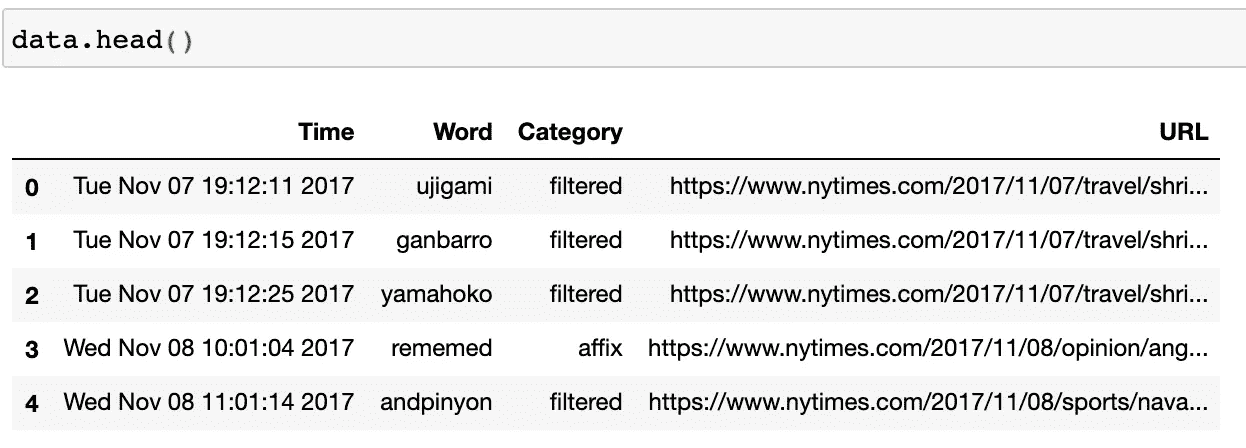 data.head()
Time Word Category URL
0 Tue Nov 07 19:12:11 2017 ujigami filtered https://www.nytimes.com/2017/11/07/travel/shri...
1 Tue Nov 07 19:12:15 2017 ganbarro filtered https://www.nytimes.com/2017/11/07/travel/shri...
2 Tue Nov 07 19:12:25 2017 yamahoko filtered https://www.nytimes.com/2017/11/07/travel/shri...
3 Wed Nov 08 10:01:04 2017 rememed affix https://www.nytimes.com/2017/11/08/opinion/ang...
4 Wed Nov 08 11:01:14 2017 andpinyon filtered https://www.nytimes.com/2017/11/08/sports/nava...